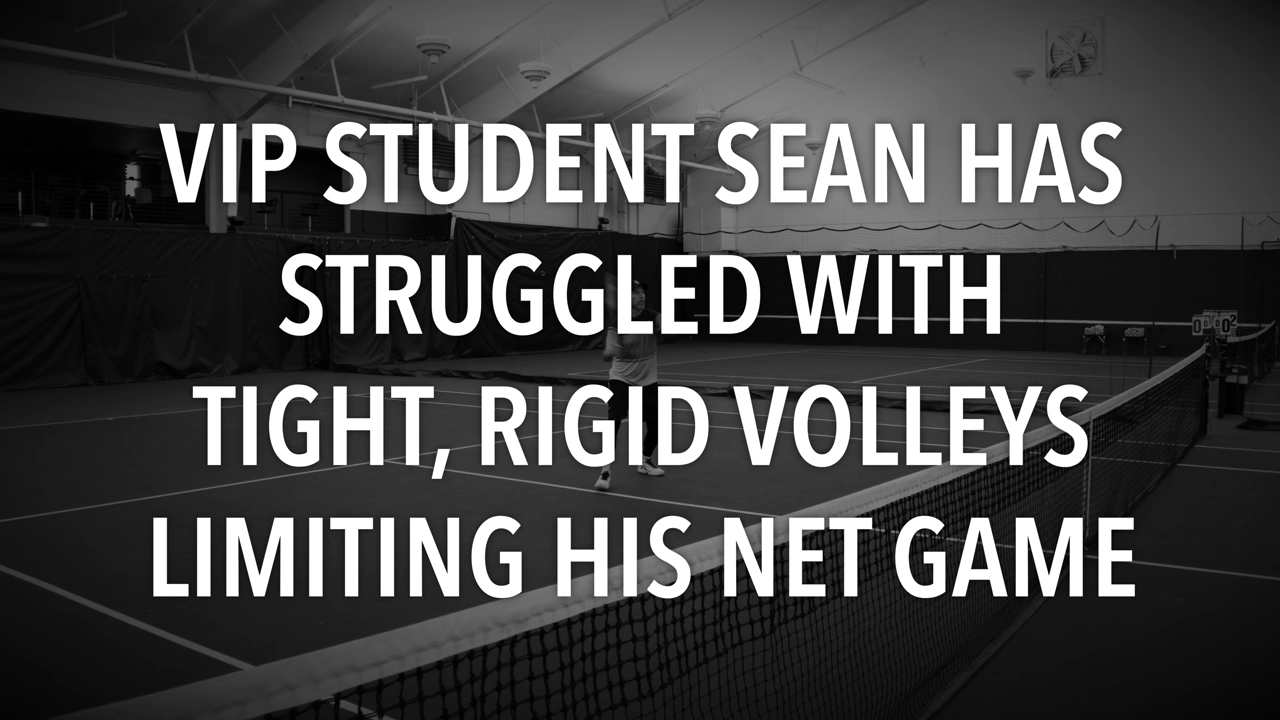 VIP STUDENT SEAN HAS
STRUGGLED WITH
TIGHT, RIGID VOLLEYS
LIMITING HIS NET GAME